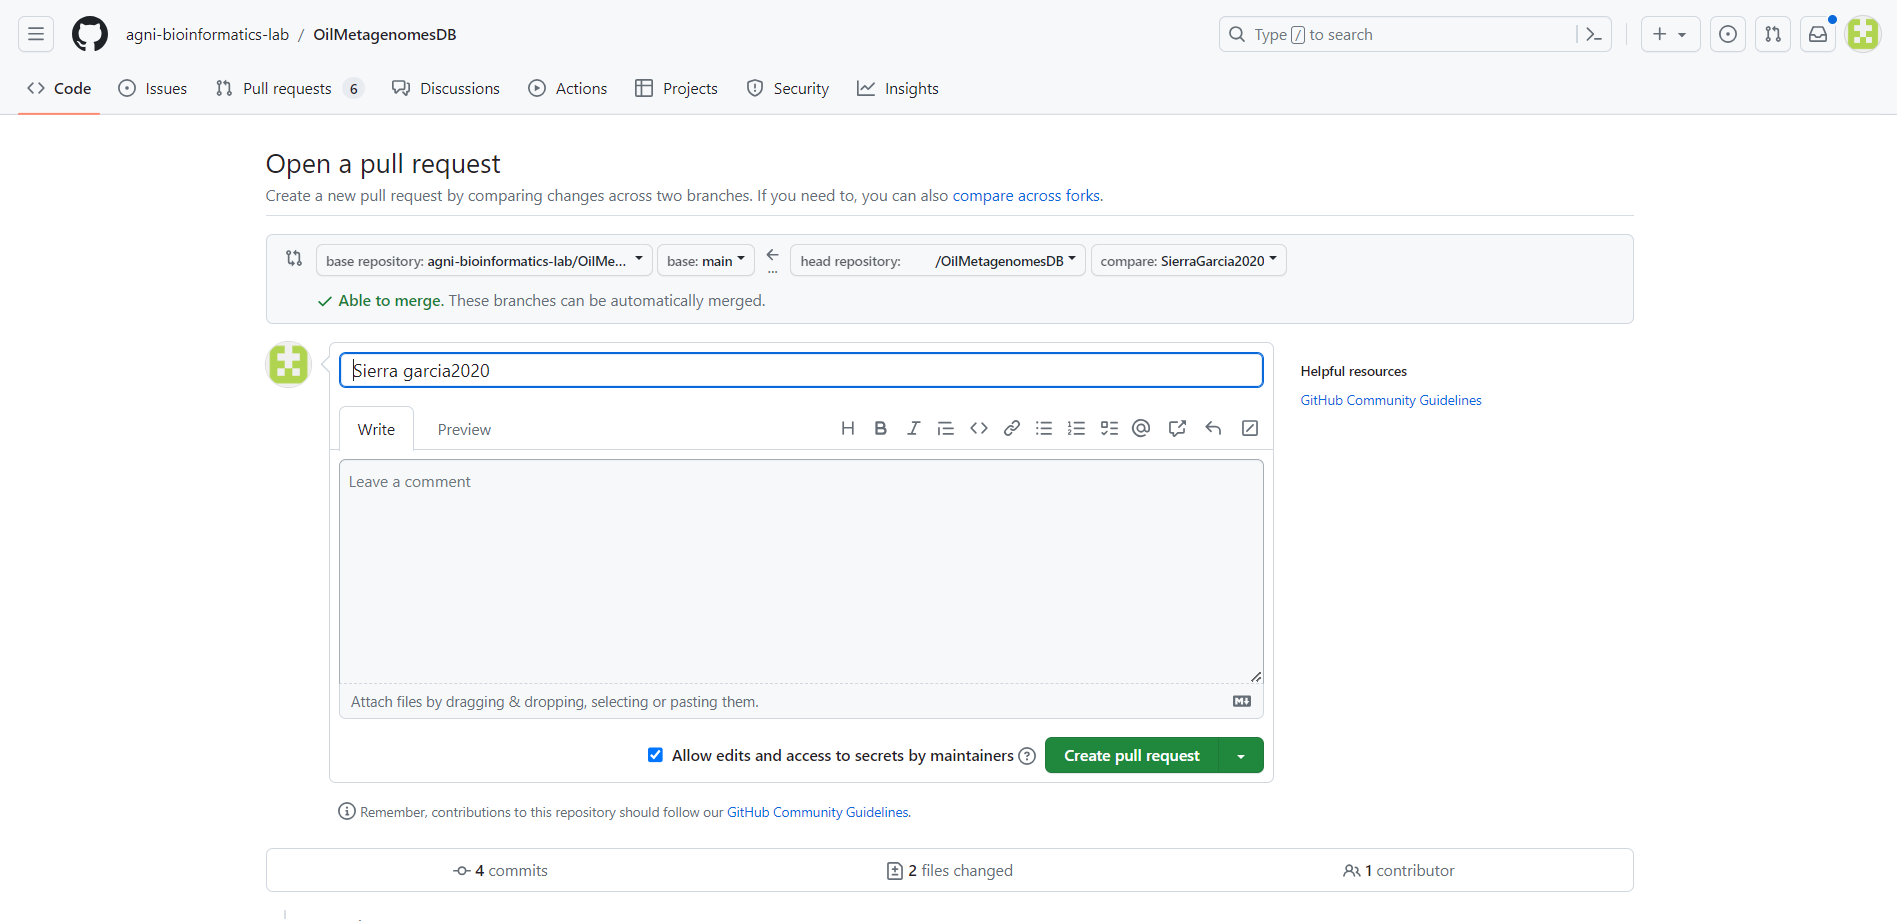 agni-bioinformatics-lab / OilMetagenomesDB
Type / to search
Code
Issues
Pull requests 6
Discussions
Actions
Projects
Security
Insights
Open a pull request
Create a new pull request by comparing changes across two branches. If you need to, you can also compare across forks.
base repository: agni-bioinformatics-lab/OilMe...
base: main
head repository: /OilMetagenomesDB
compare: SierraGarcia2020
Able to merge. These branches can be automatically merged.
Sierra garcia2020
Helpful resources
GitHub Community Guidelines
Write
Preview
Leave a comment
Attach files by dragging & dropping, selecting or pasting them.
Allow edits and access to secrets by maintainers
Create pull request
Remember, contributions to this repository should follow our GitHub Community Guidelines.
4 commits
2 files changed
1 contributor